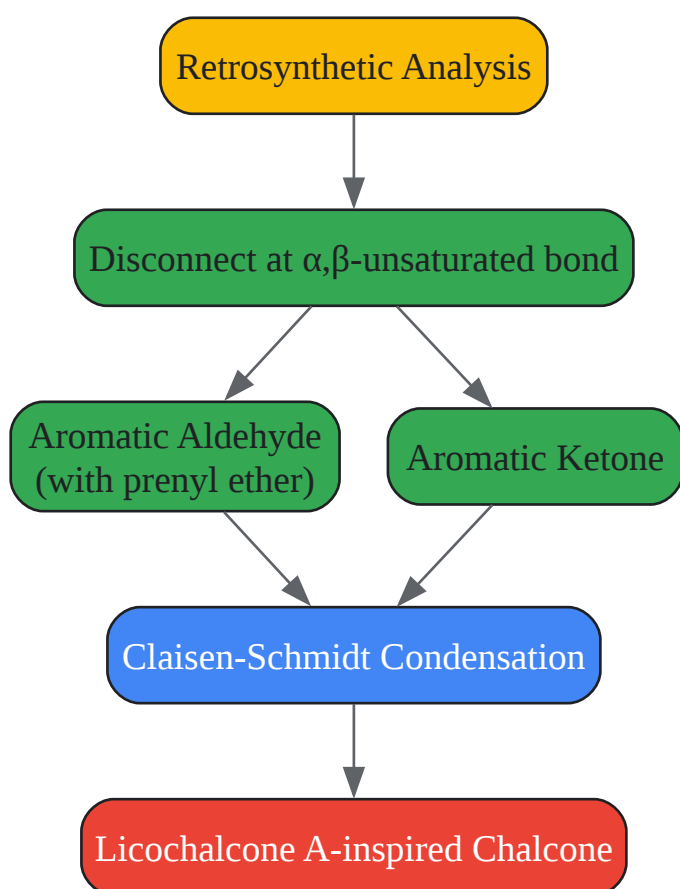 Retrosynthetic Analysis
Disconnect at α,β-unsaturated bond
Aromatic Aldehyde
(with prenyl ether)
Aromatic Ketone
Claisen-Schmidt Condensation
Licochalcone A-inspired Chalcone